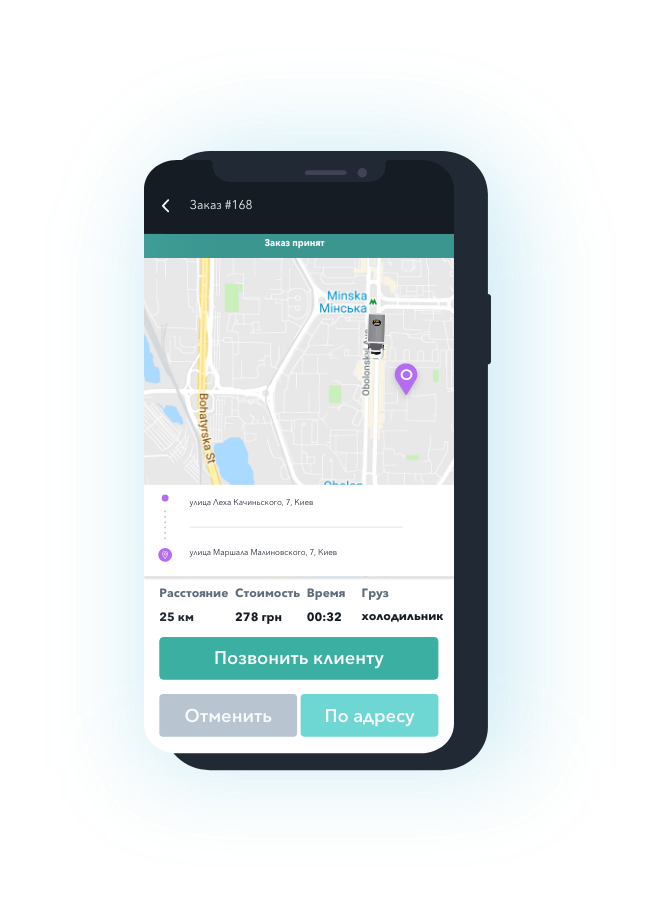 Заказ #168
Заказ принят
Minska
Мінська
Obolonskyi Ave
Bohatyrska St
Obolon
улица Леха Качиньского, 7, Киев
улица Маршала Малиновского, 7, Киев
Расстояние Стоимость Время Груз
25 км 278 грн 00:32 холодильник
Позвонить клиенту
Отменить По адресу